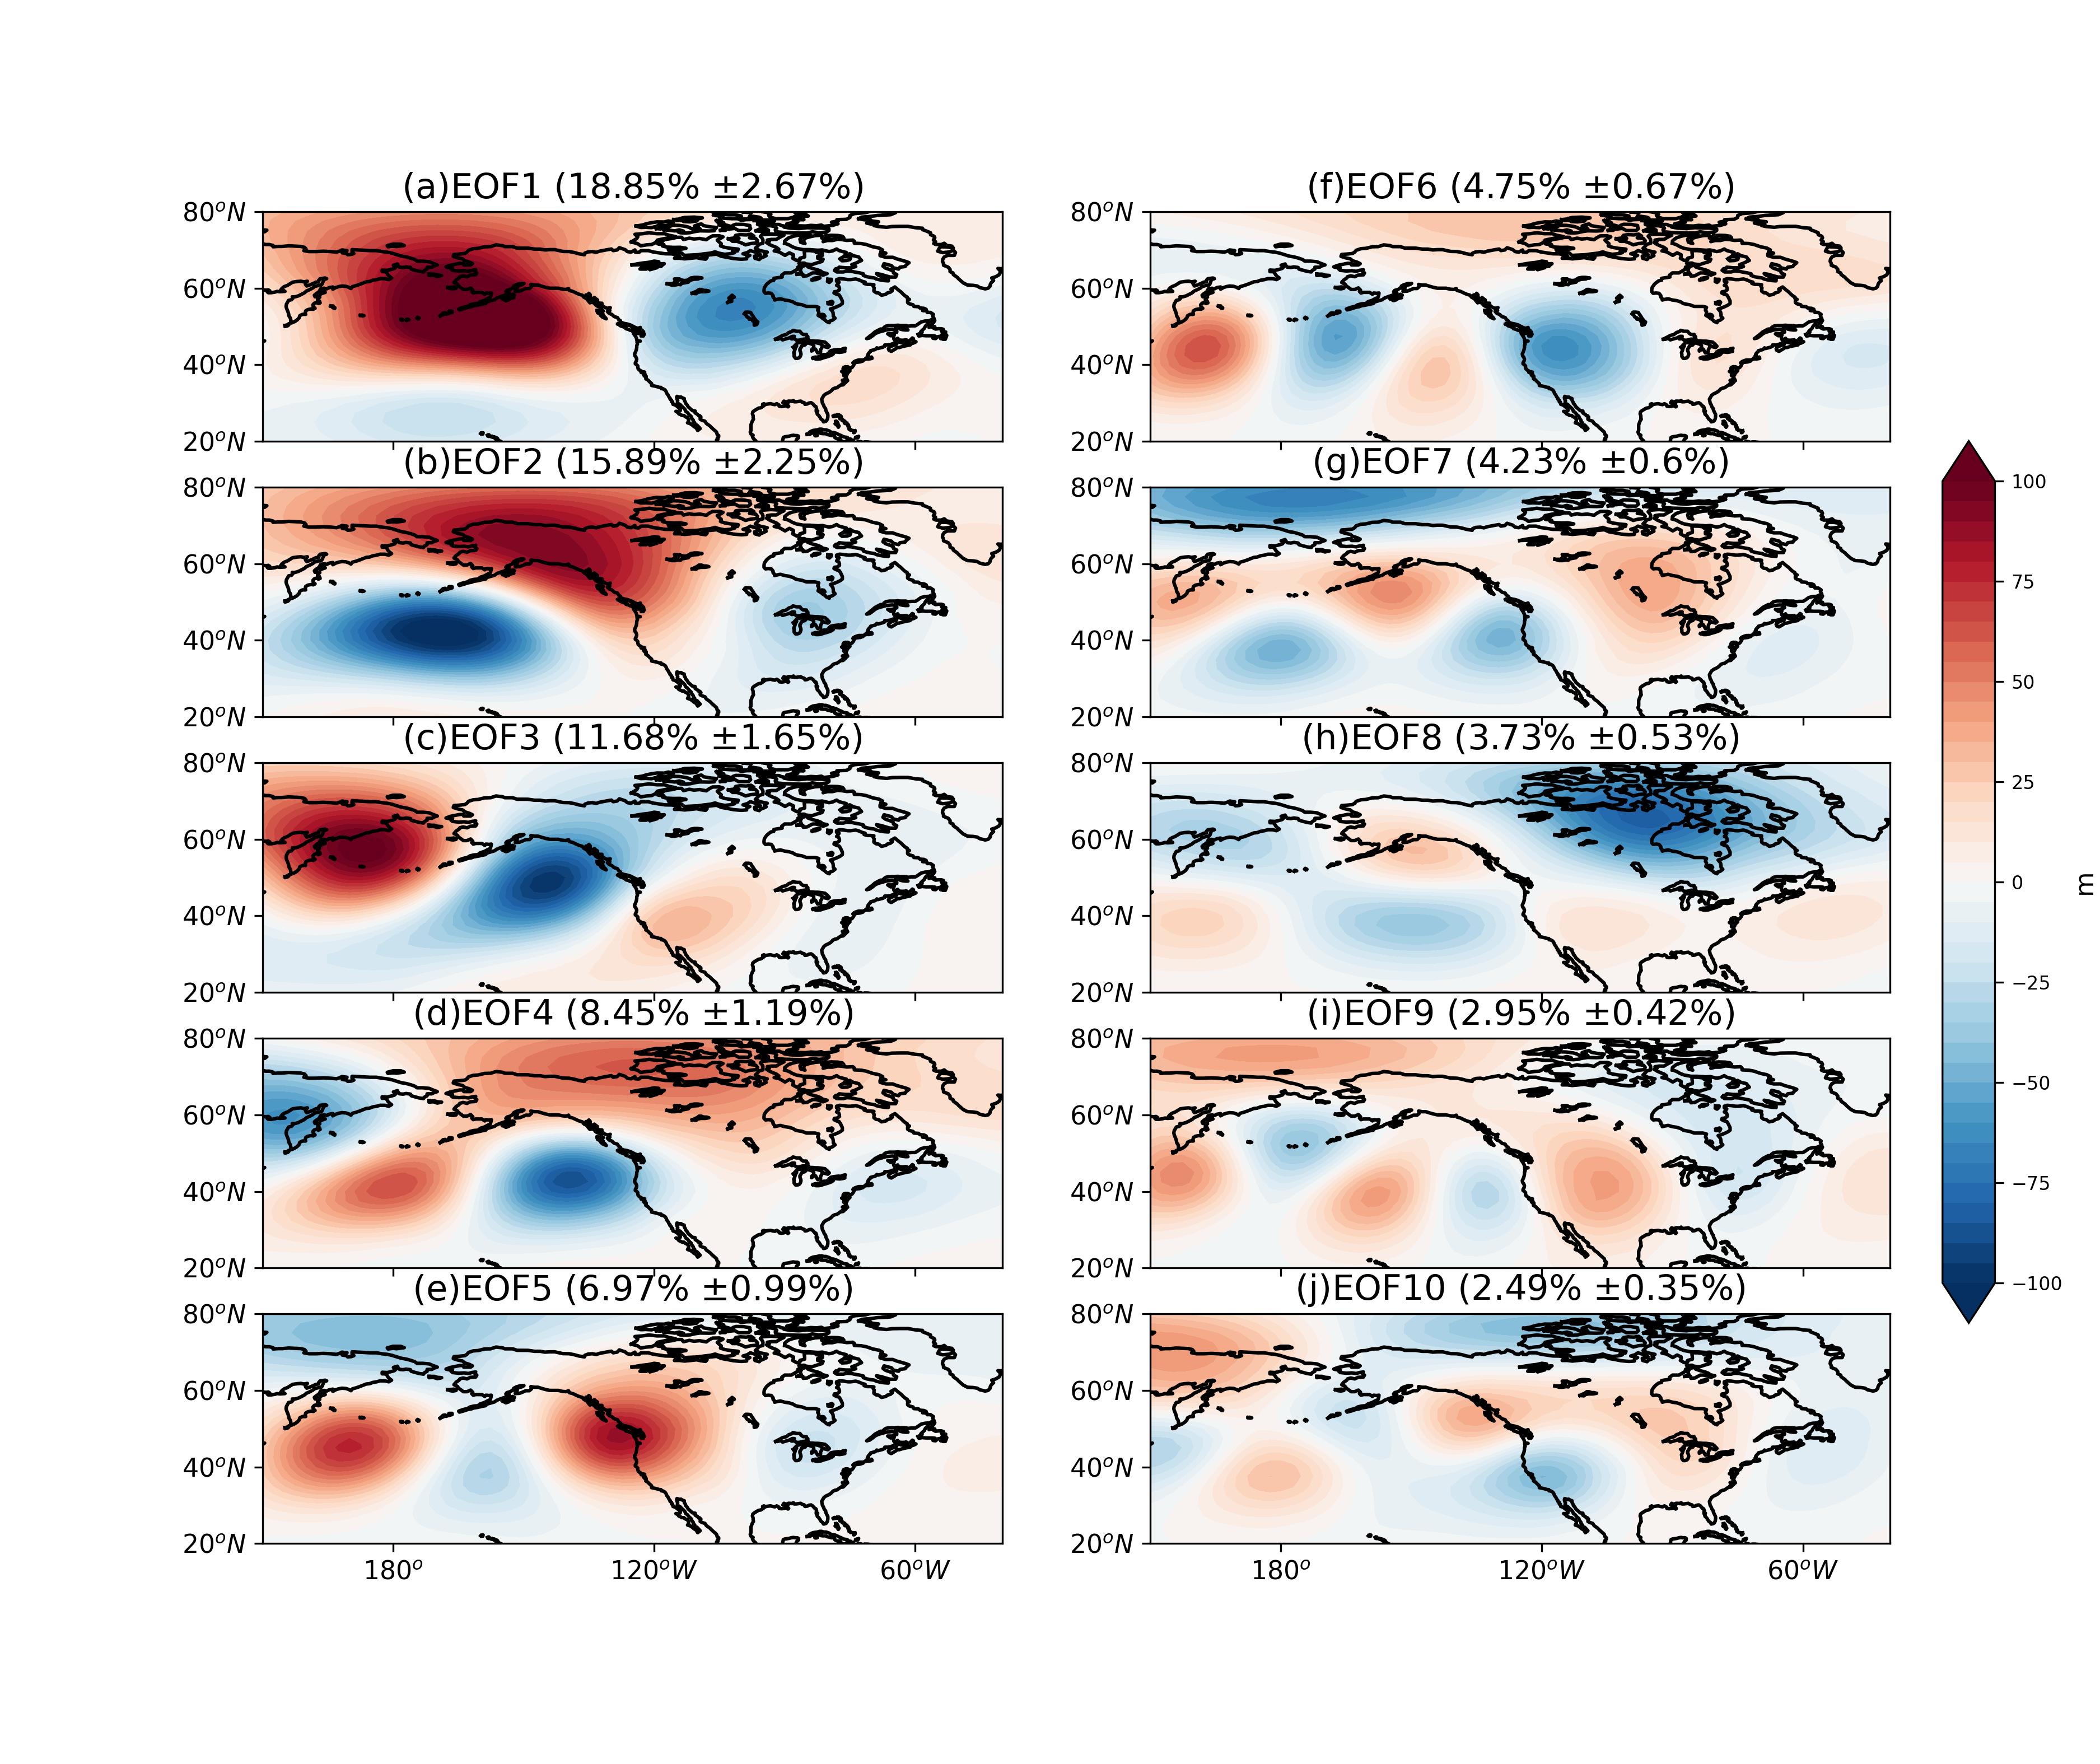 (a)EOF1 (18.85% ±2.67%)
80°N
60°N
40°N
20°N
(b)EOF2 (15.89% ±2.25%)
80°N
60°N
40°N
20°N
(c)EOF3 (11.68% ±1.65%)
80°N
60°N
40°N
20°N
(d)EOF4 (8.45% ±1.19%)
80°N
60°N
40°N
20°N
(e)EOF5 (6.97% ±0.99%)
80°N
60°N
40°N
20°N
180° 120°W 60°W
(f)EOF6 (4.75% ±0.67%)
80°N
60°N
40°N
20°N
(g)EOF7 (4.23% ±0.6%)
80°N
60°N
40°N
20°N
(h)EOF8 (3.73% ±0.53%)
80°N
60°N
40°N
20°N
(i)EOF9 (2.95% ±0.42%)
80°N
60°N
40°N
20°N
(j)EOF10 (2.49% ±0.35%)
80°N
60°N
40°N
20°N
180° 120°W 60°W
100
75
50
25
0
−25
−50
−75
−100
m